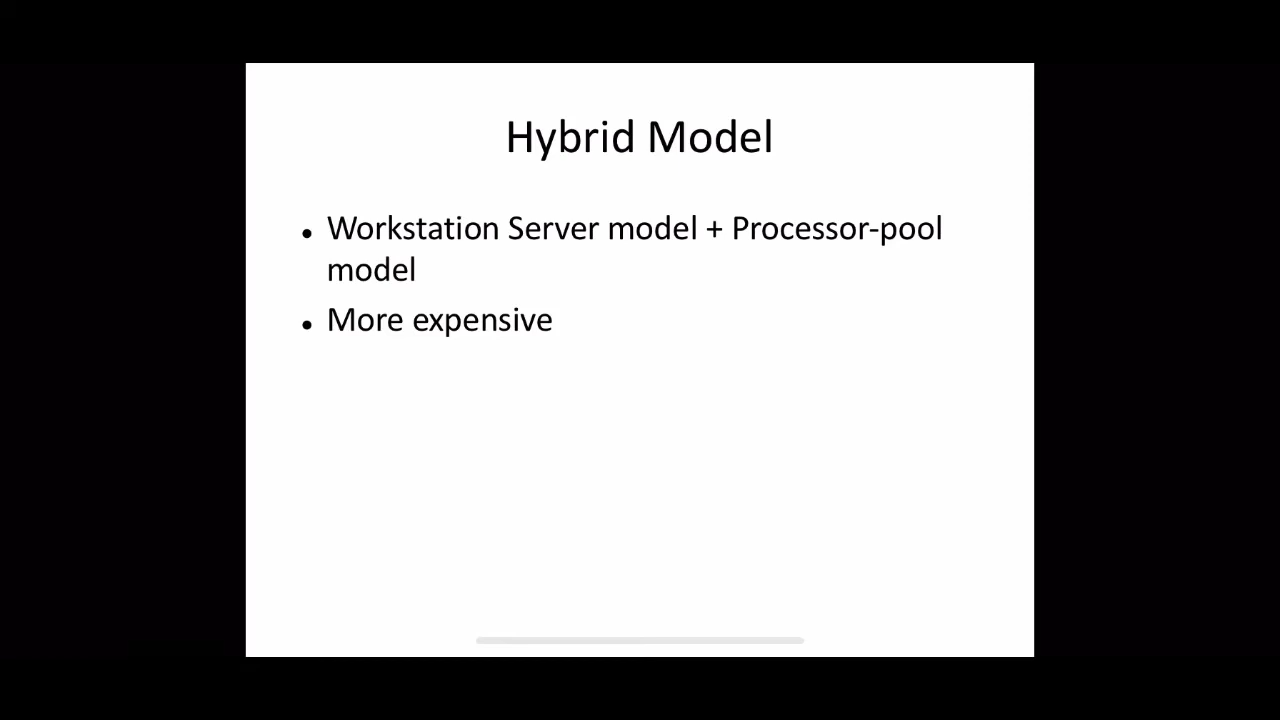 Hybrid Model
• Workstation Server model + Processor-pool
model
• More expensive